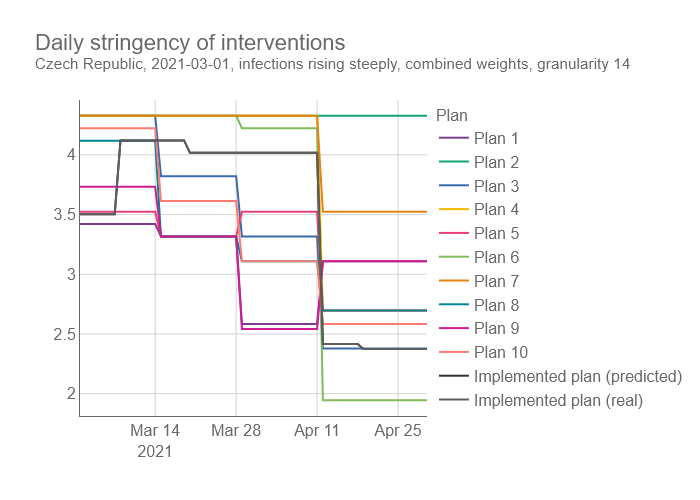 Daily stringency of interventions
Czech Republic, 2021-03-01, infections rising steeply, combined weights, granularity 14
Plan
Plan 1
Plan 2
Plan 3
Plan 4
Plan 5
Plan 6
Plan 7
Plan 8
Plan 9
Plan 10
Implemented plan (predicted)
Implemented plan (real)
4
3.5
3
2.5
2
Mar 14 Mar 28 Apr 11 Apr 25
2021